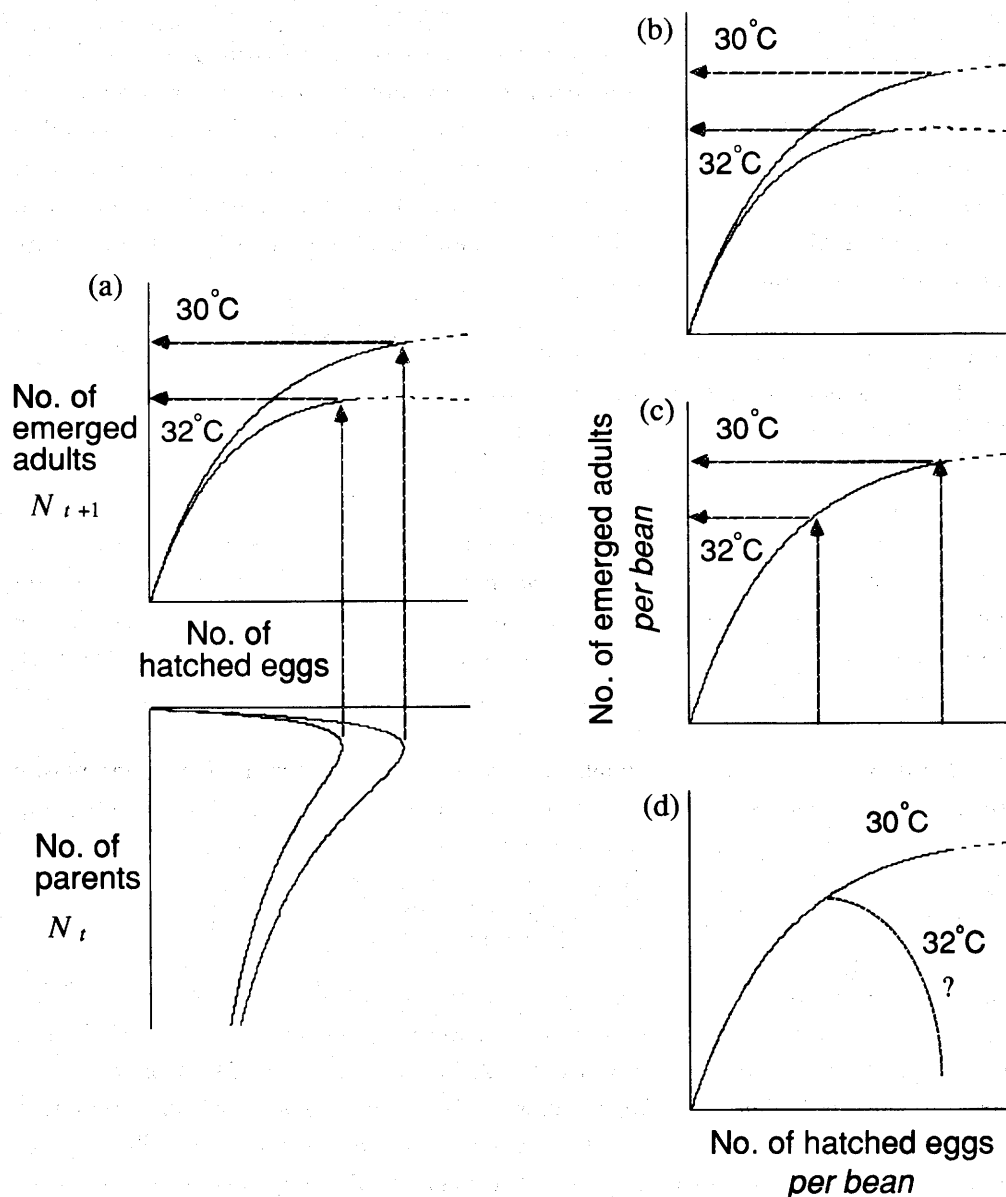 (a)
30°C
32°C
No. of
emerged
adults
N t+1
No. of
hatched eggs
No. of
parents
N t
(b)
30°C
32°C
(c)
30°C
32°C
No. of emerged adults
per bean
(d)
30°C
32°C
?
No. of hatched eggs
per bean